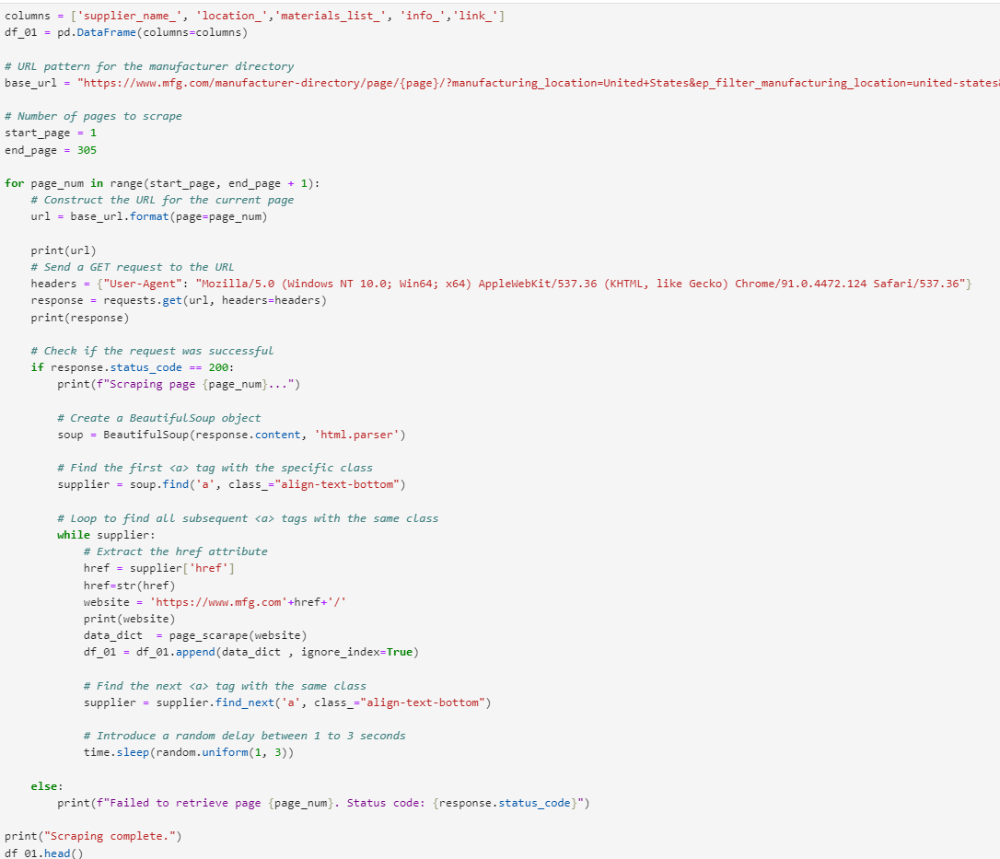 columns = ['supplier_name_', 'location_','materials_list_', 'info_','link_']
df_01 = pd.DataFrame(columns=columns)
# URL pattern for the manufacturer directory
base_url = "https://www.mfg.com/manufacturer-directory/page/{page}/?manufacturing_location=United+States&ep_filter_manufacturing_location=united-states&
# Number of pages to scrape
start_page = 1
end_page = 305
for page_num in range(start_page, end_page + 1):
    # Construct the URL for the current page
    url = base_url.format(page=page_num)
    print(url)
    # Send a GET request to the URL
    headers = {"User-Agent": "Mozilla/5.0 (Windows NT 10.0; Win64; x64) AppleWebKit/537.36 (KHTML, like Gecko) Chrome/91.0.4472.124 Safari/537.36"}
    response = requests.get(url, headers=headers)
    print(response)
    # Check if the request was successful
    if response.status_code == 200:
        print(f"Scraping page {page_num}...")
        # Create a BeautifulSoup object
        soup = BeautifulSoup(response.content, 'html.parser')
        # Find the first <a> tag with the specific class
        supplier = soup.find('a', class_="align-text-bottom")
        # Loop to find all subsequent <a> tags with the same class
        while supplier:
            # Extract the href attribute
            href = supplier['href']
            href=str(href)
            website = 'https://www.mfg.com'+href+'/'
            print(website)
            data_dict  = page_scarape(website)
            df_01 = df_01.append(data_dict , ignore_index=True)
            # Find the next <a> tag with the same class
            supplier = supplier.find_next('a', class_="align-text-bottom")
            # Introduce a random delay between 1 to 3 seconds
            time.sleep(random.uniform(1, 3))
    else:
        print(f"Failed to retrieve page {page_num}. Status code: {response.status_code}")
print("Scraping complete.")
df_01.head()